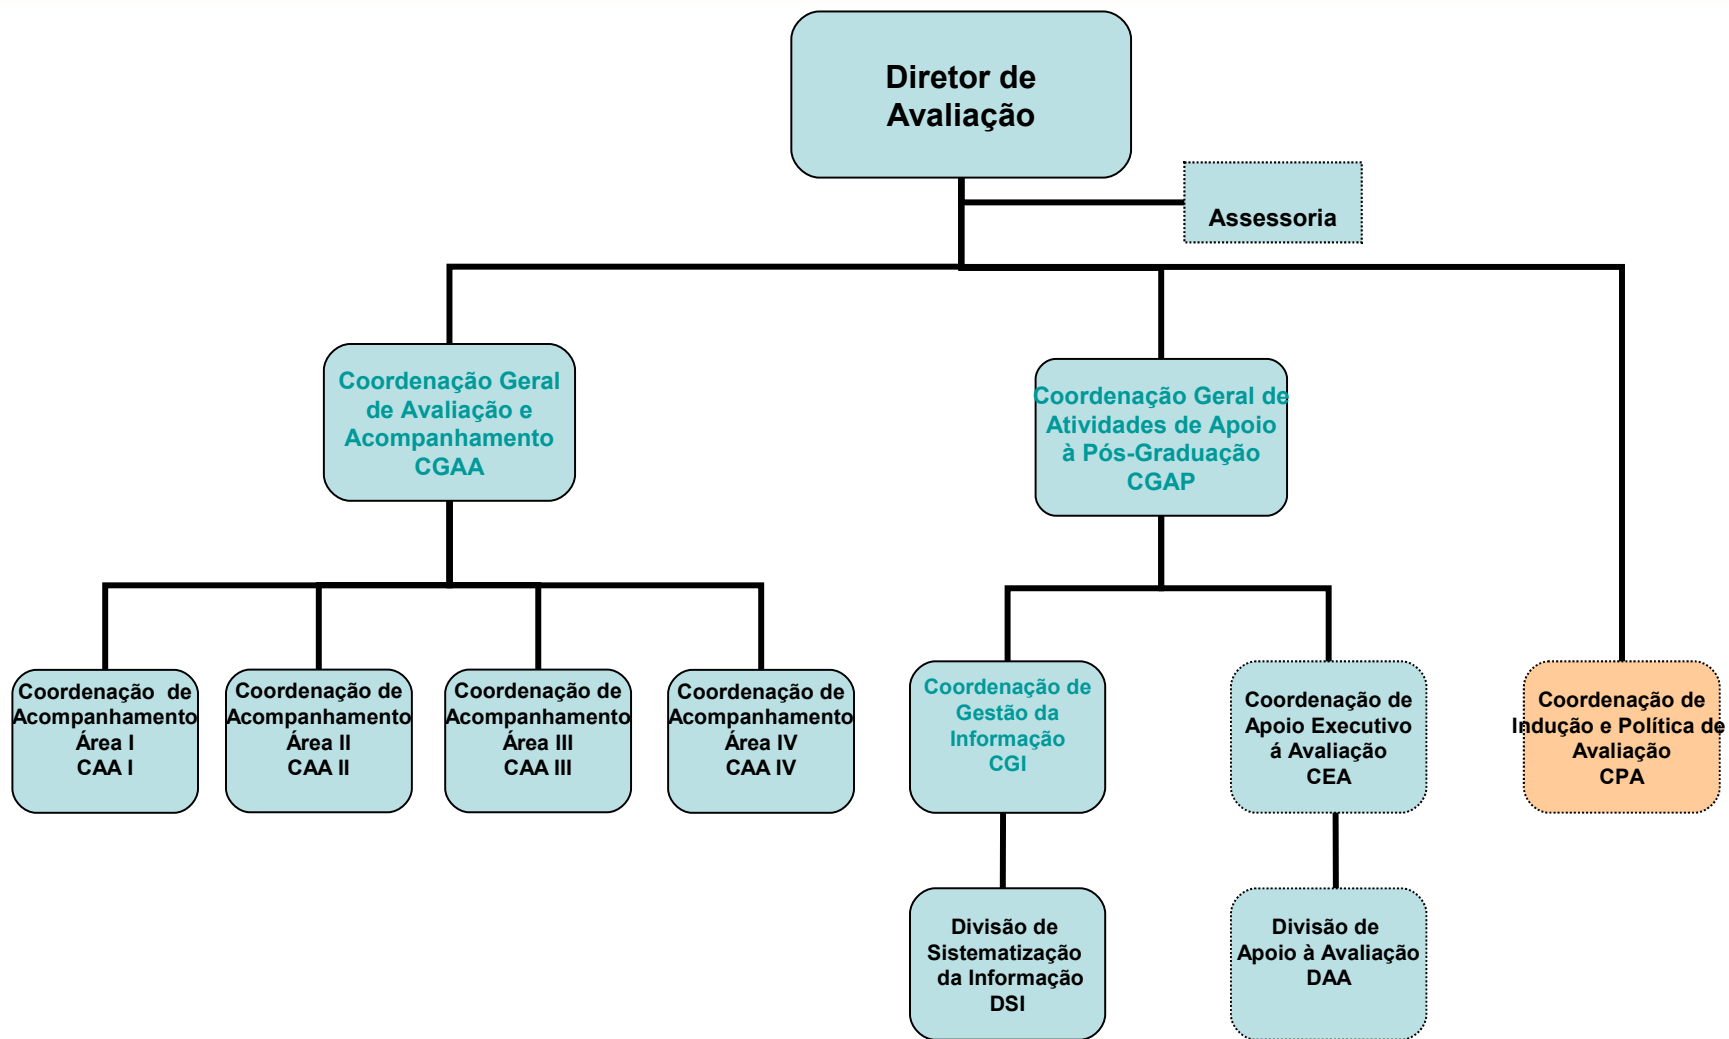 Diretor de
Avaliação
Assessoria
Coordenação Geral
de Avaliação e
Acompanhamento
CGAA
Coordenação Geral de
Atividades de Apoio
à Pós-Graduação
CGAP
Coordenação de
Acompanhamento
Área I
CAA I
Coordenação de
Acompanhamento
Área II
CAA II
Coordenação de
Acompanhamento
Área III
CAA III
Coordenação de
Acompanhamento
Área IV
CAA IV
Coordenação de
Gestão da
Informação
CGI
Coordenação de
Apoio Executivo
á Avaliação
CEA
Coordenação de
Indução e Política de
Avaliação
CPA
Divisão de
Sistematização
da Informação
DSI
Divisão de
Apoio à Avaliação
DAA